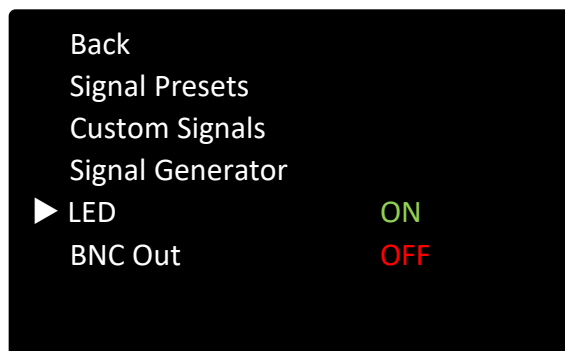 Back
Signal Presets
Custom Signals
Signal Generator
LED ON
BNC Out OFF